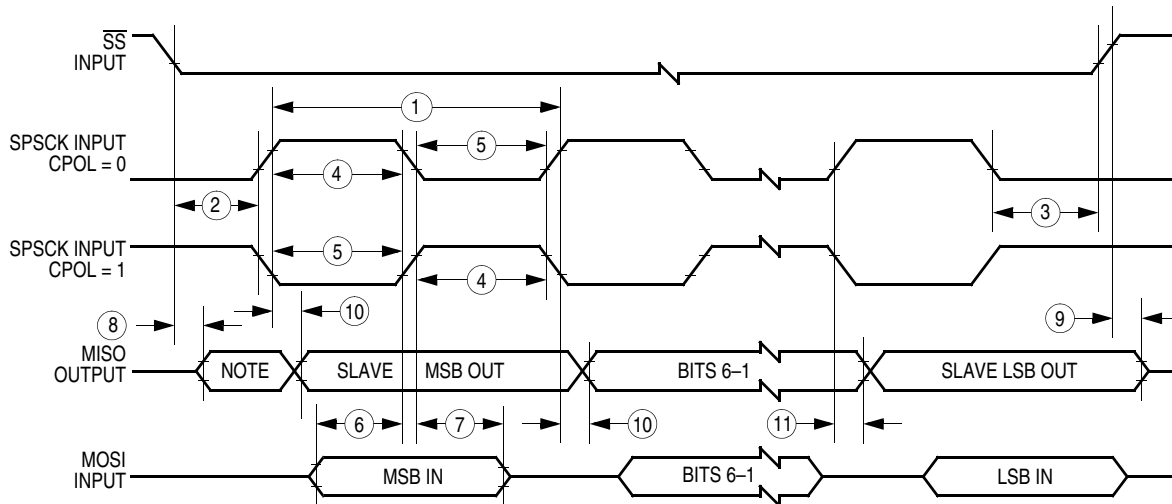 SS
INPUT
1
SPSCK INPUT
CPOL = 0
5
4
2
3
SPSCK INPUT
CPOL = 1
5
4
8
10
9
MISO
OUTPUT
NOTE
SLAVE MSB OUT
BITS 6–1
SLAVE LSB OUT
6
7
10
11
MOSI
INPUT
MSB IN
BITS 6–1
LSB IN